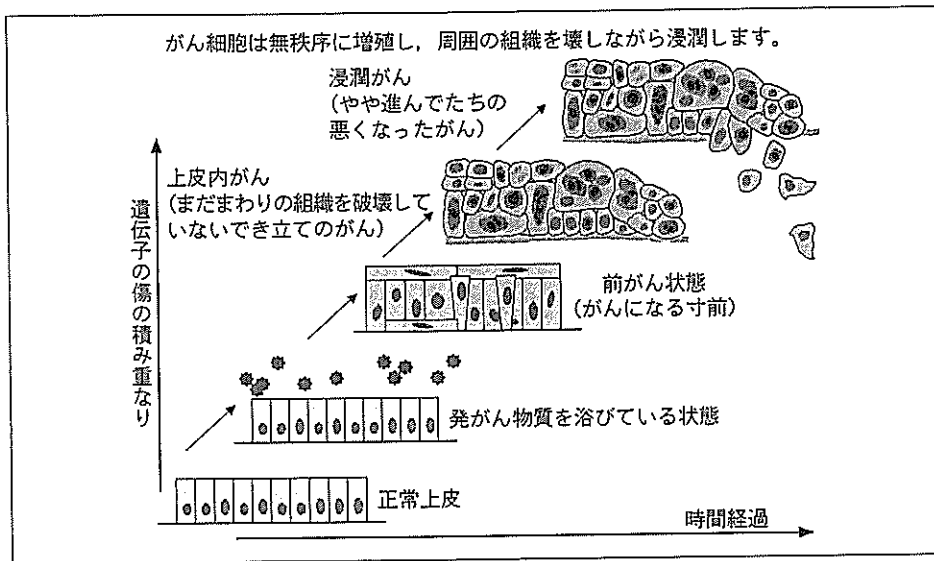 がん細胞は無秩序に増殖し，周囲の組織を壊しながら浸潤します。
浸潤がん
（やや進んでたちの
悪くなったがん）
上皮内がん
（まだまわりの組織を破壊して
いないでき立てのがん）
前がん状態
（がんになる寸前）
発がん物質を浴びている状態
正常上皮
遺伝子の傷の積み重なり
時間経過